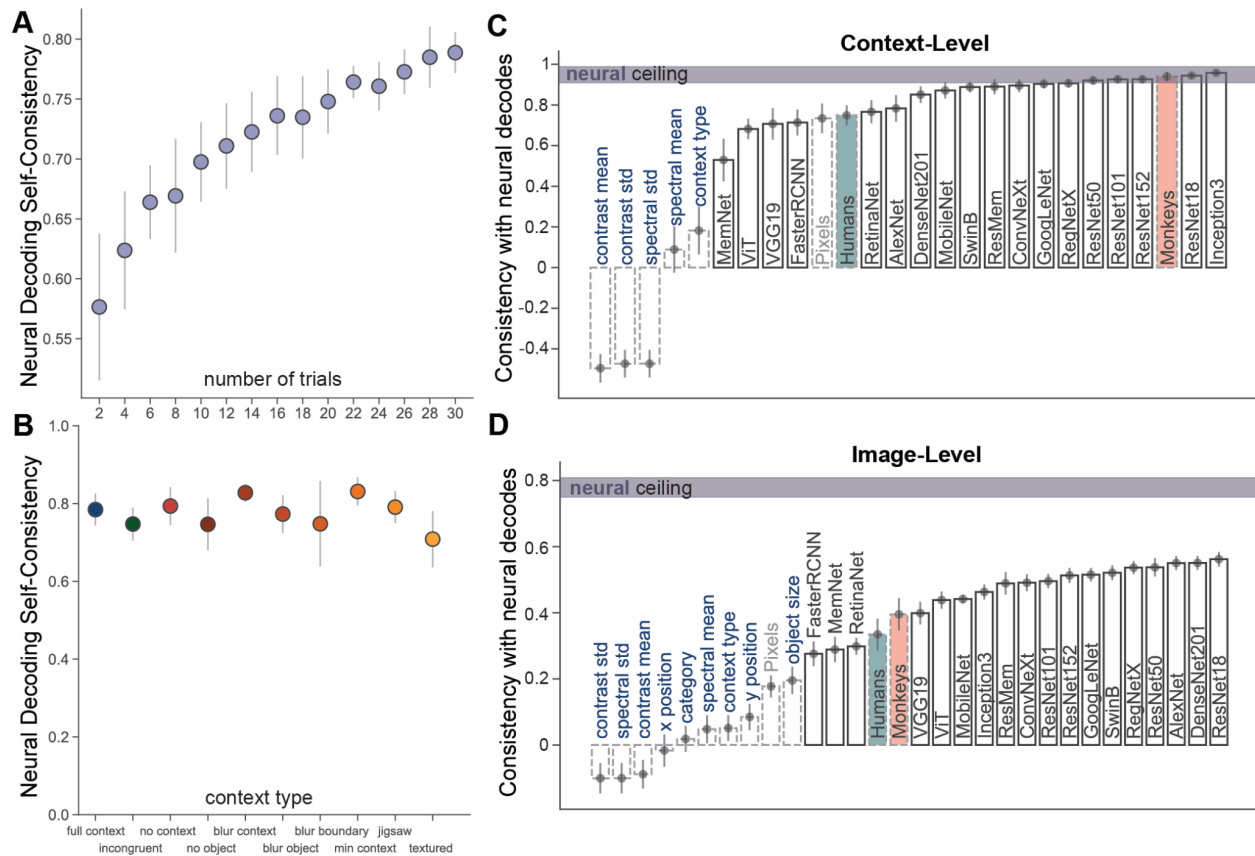 A
Neural Decoding Self-Consistency
0.80
0.75
0.70
0.65
0.60
0.55
number of trials
2 4 6 8 10 12 14 16 18 20 22 24 26 28 30
B
Neural Decoding Self-Consistency
1.0
0.8
0.6
0.4
0.2
0.0
context type
full context
incongruent
no context
no object
blur context
blur object
blur boundary
min context
jigsaw
textured
C
Context-Level
Consistency with neural decodes
1
0.8
0.6
0.4
0.2
0
-0.2
-0.4
neural ceiling
contrast mean
contrast std
spectral std
spectral mean
context type
MemNet
ViT
VGG19
FasterRCNN
Pixels
Humans
RetinaNet
AlexNet
DenseNet201
MobileNet
SwinB
ResMem
ConvNeXt
GoogLeNet
RegNetX
ResNet50
ResNet101
ResNet152
Monkeys
ResNet18
Inception3
D
Image-Level
Consistency with neural decodes
0.8
0.6
0.4
0.2
0
neural ceiling
contrast std
spectral std
contrast mean
x position
category
spectral mean
context type
y position
Pixels
object size
FasterRCNN
MemNet
RetinaNet
Humans
Monkeys
VGG19
ViT
MobileNet
Inception3
ResMem
ConvNeXt
ResNet101
ResNet152
GoogLeNet
SwinB
RegNetX
ResNet50
AlexNet
DenseNet201
ResNet18